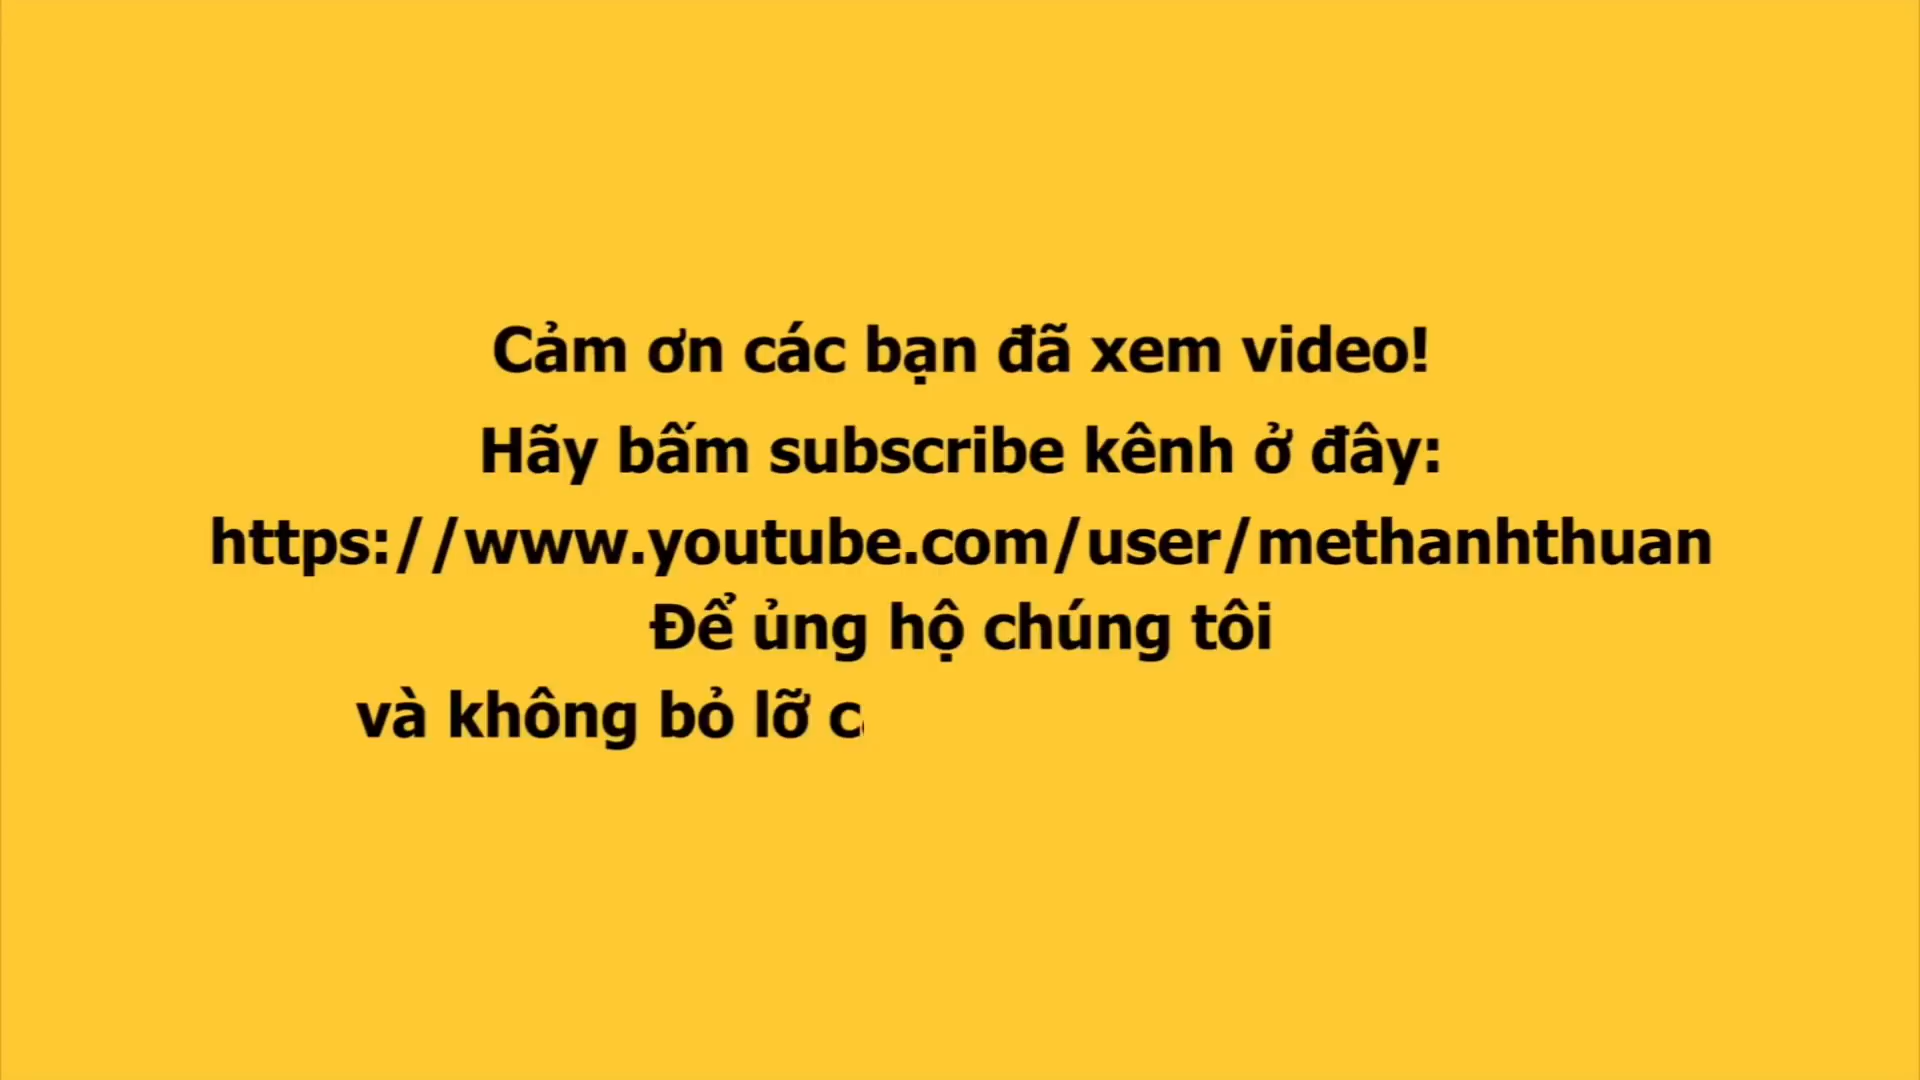 Cảm ơn các bạn đã xem video!
Hãy bấm subscribe kênh ở đây:
https://www.youtube.com/user/methanhthuan
Để ủng hộ chúng tôi
và không bỏ lỡ